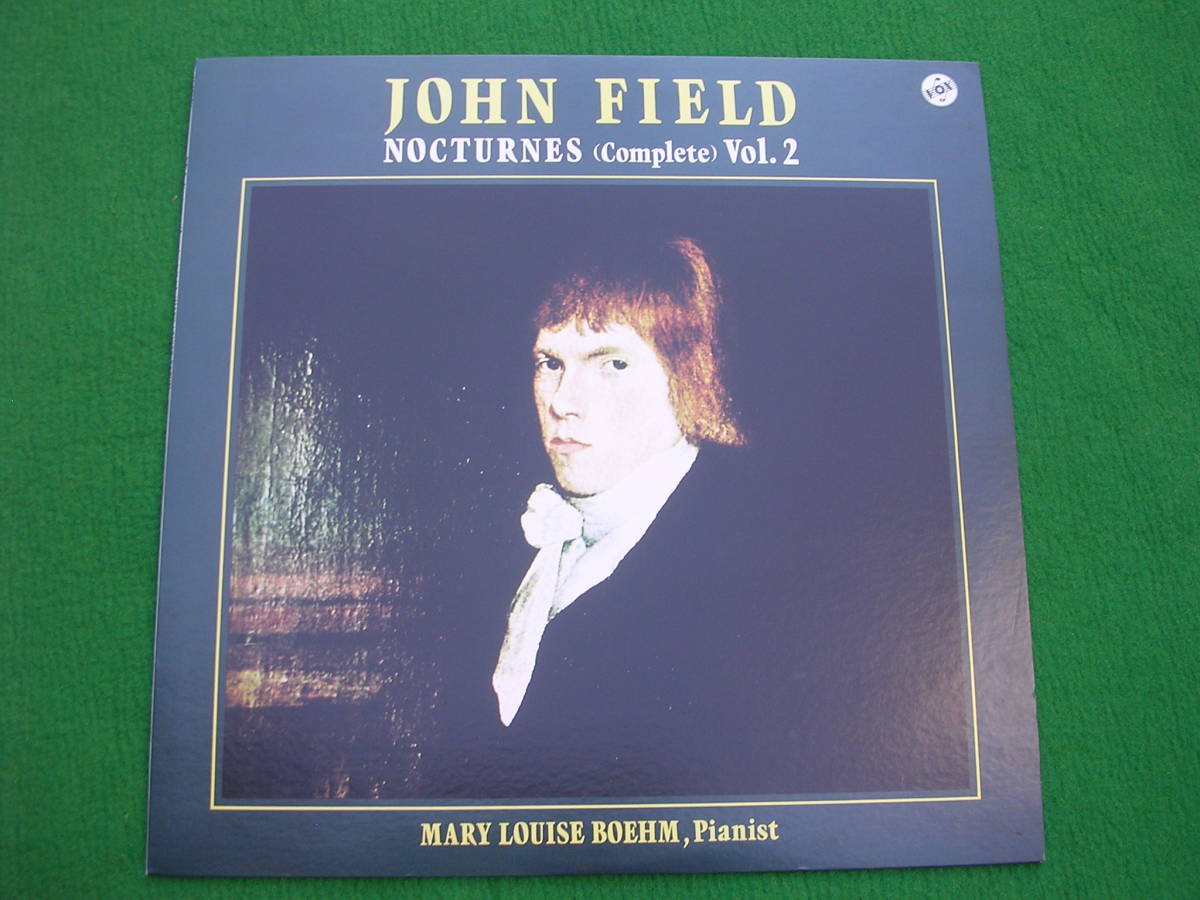 JOHN FIELD
VOX
NOCTURNES (Complete) Vol. 2
MARY LOUISE BOEHM, Pianist